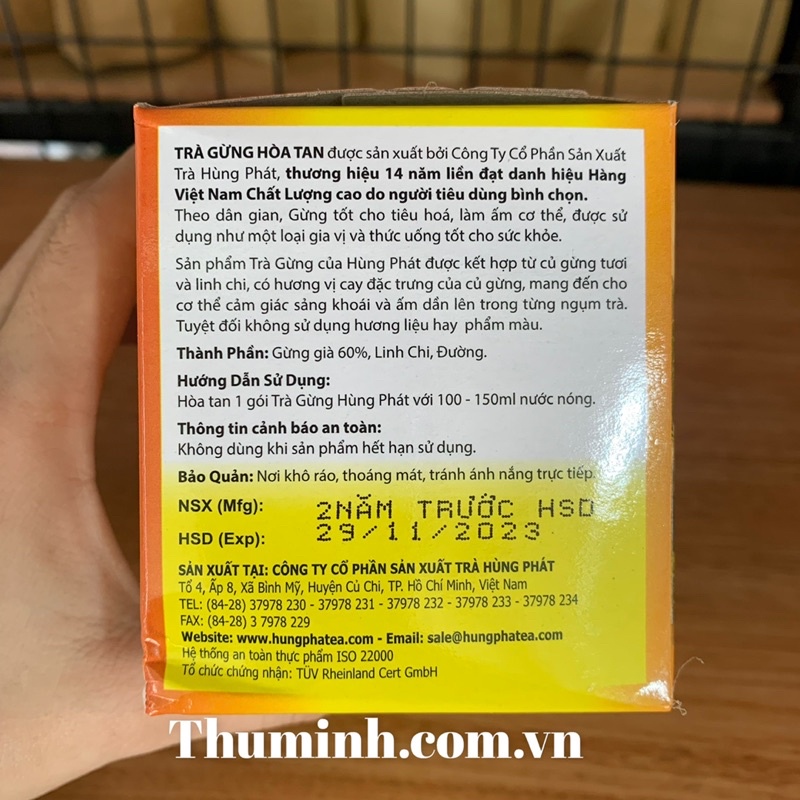 TRÀ GỪNG HÒA TAN được sản xuất bởi Công Ty Cổ Phần Sản Xuất
Trà Hùng Phát, thương hiệu 14 năm liền đạt danh hiệu Hàng
Việt Nam Chất Lượng cao do người tiêu dùng bình chọn.
Theo dân gian, Gừng tốt cho tiêu hoá, làm ấm cơ thể, được sử
dụng như một loại gia vị và thức uống tốt cho sức khỏe.
Sản phẩm Trà Gừng của Hùng Phát được kết hợp từ củ gừng tươi
và linh chi, có hương vị cay đặc trưng của củ gừng, mang đến cho
cơ thể cảm giác sảng khoái và ấm dần lên trong từng ngụm trà.
Tuyệt đối không sử dụng hương liệu hay phẩm màu.
Thành Phần: Gừng già 60%, Linh Chi, Đường.
Hướng Dẫn Sử Dụng:
Hòa tan 1 gói Trà Gừng Hùng Phát với 100 - 150ml nước nóng.
Thông tin cảnh báo an toàn:
Không dùng khi sản phẩm hết hạn sử dụng.
Bảo Quản: Nơi khô ráo, thoáng mát, tránh ánh nắng trực tiếp.
NSX (Mfg): 2NĂM TRƯỚC HSD
HSD (Exp): 29/11/2023
SẢN XUẤT TẠI: CÔNG TY CỔ PHẦN SẢN XUẤT TRÀ HÙNG PHÁT
Tổ 4, Ấp 8, Xã Bình Mỹ, Huyện Củ Chi, TP. Hồ Chí Minh, Việt Nam
TEL: (84-28) 37978 230 - 37978 231 - 37978 232 - 37978 233 - 37978 234
FAX: (84-28) 3 7978 229
Website: www.hungphatea.com - Email: sale@hungphatea.com
Hệ thống an toàn thực phẩm ISO 22000
Tổ chức chứng nhận: TÜV Rheinland Cert GmbH
Thuminh.com.vn